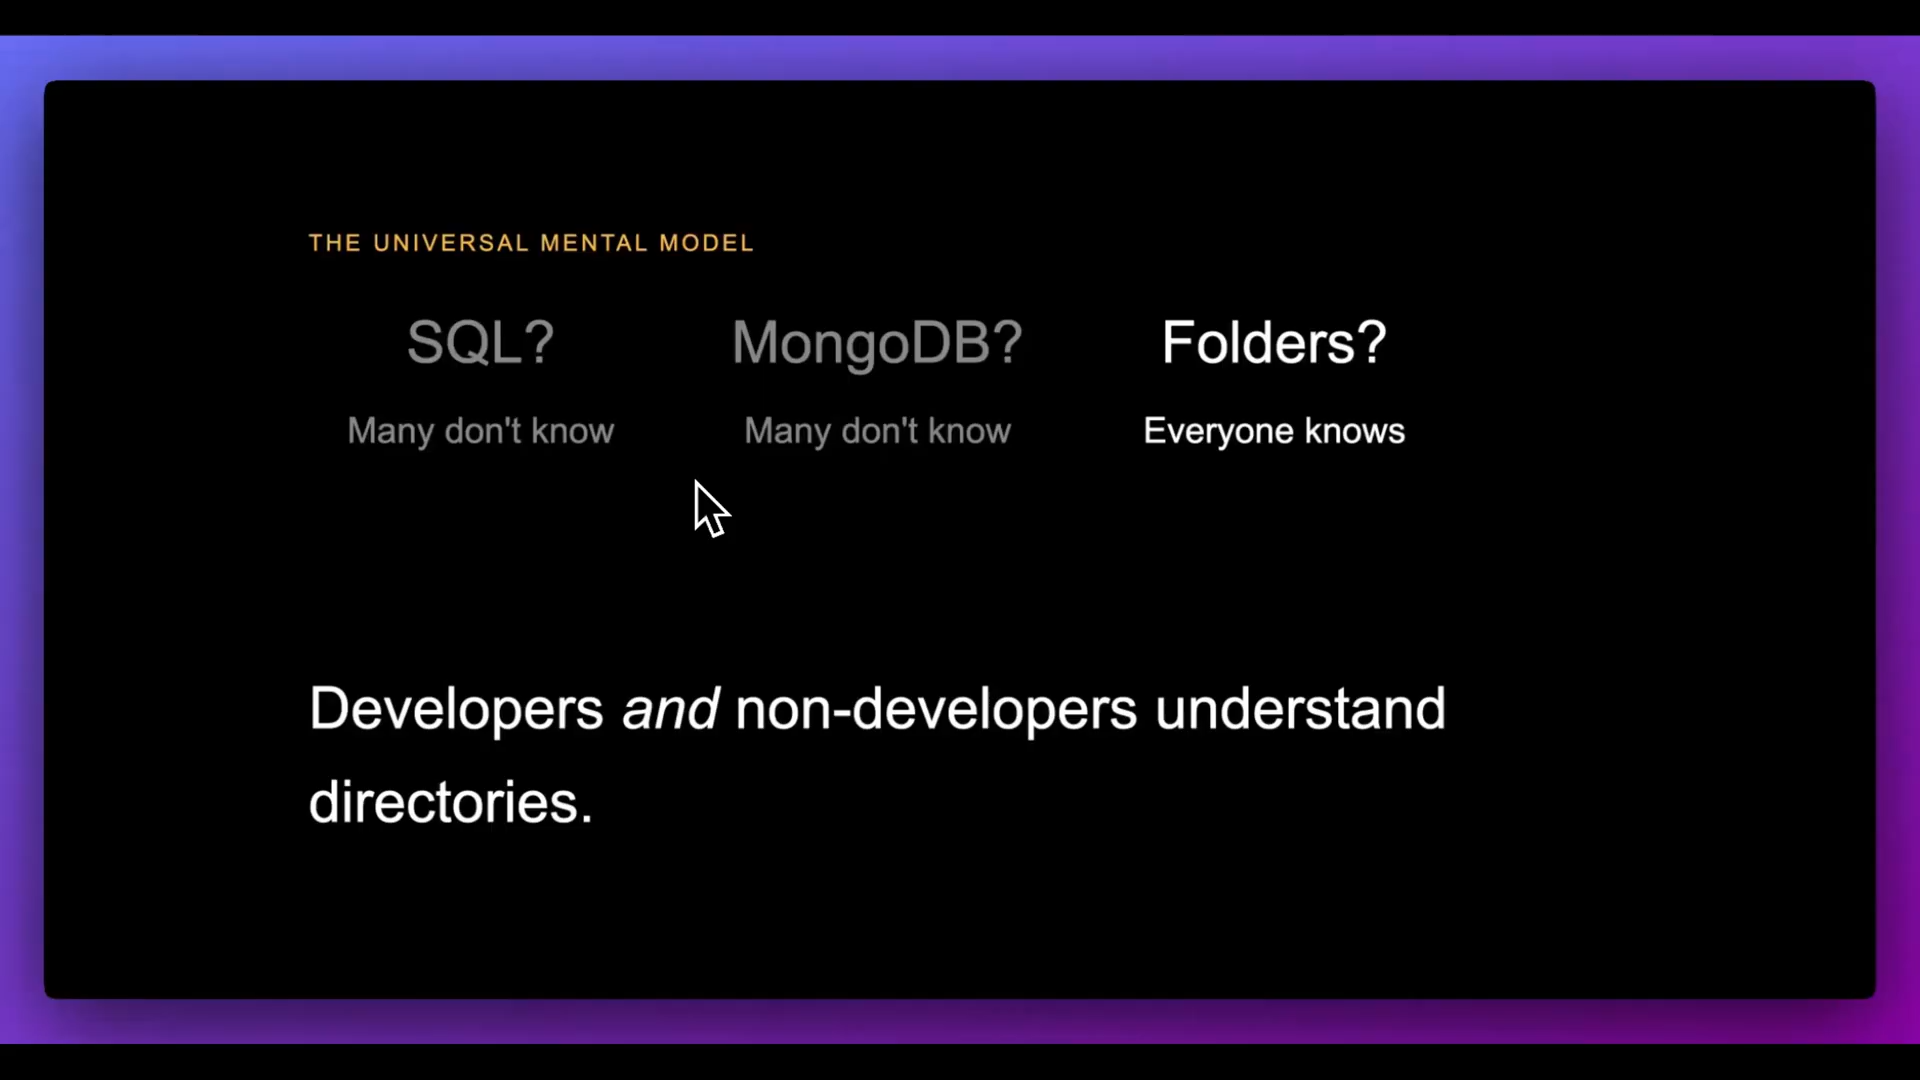 THE UNIVERSAL MENTAL MODEL
SQL?
MongoDB?
Folders?
Many don't know
Many don't know
Everyone knows
Developers and non-developers understand
directories.